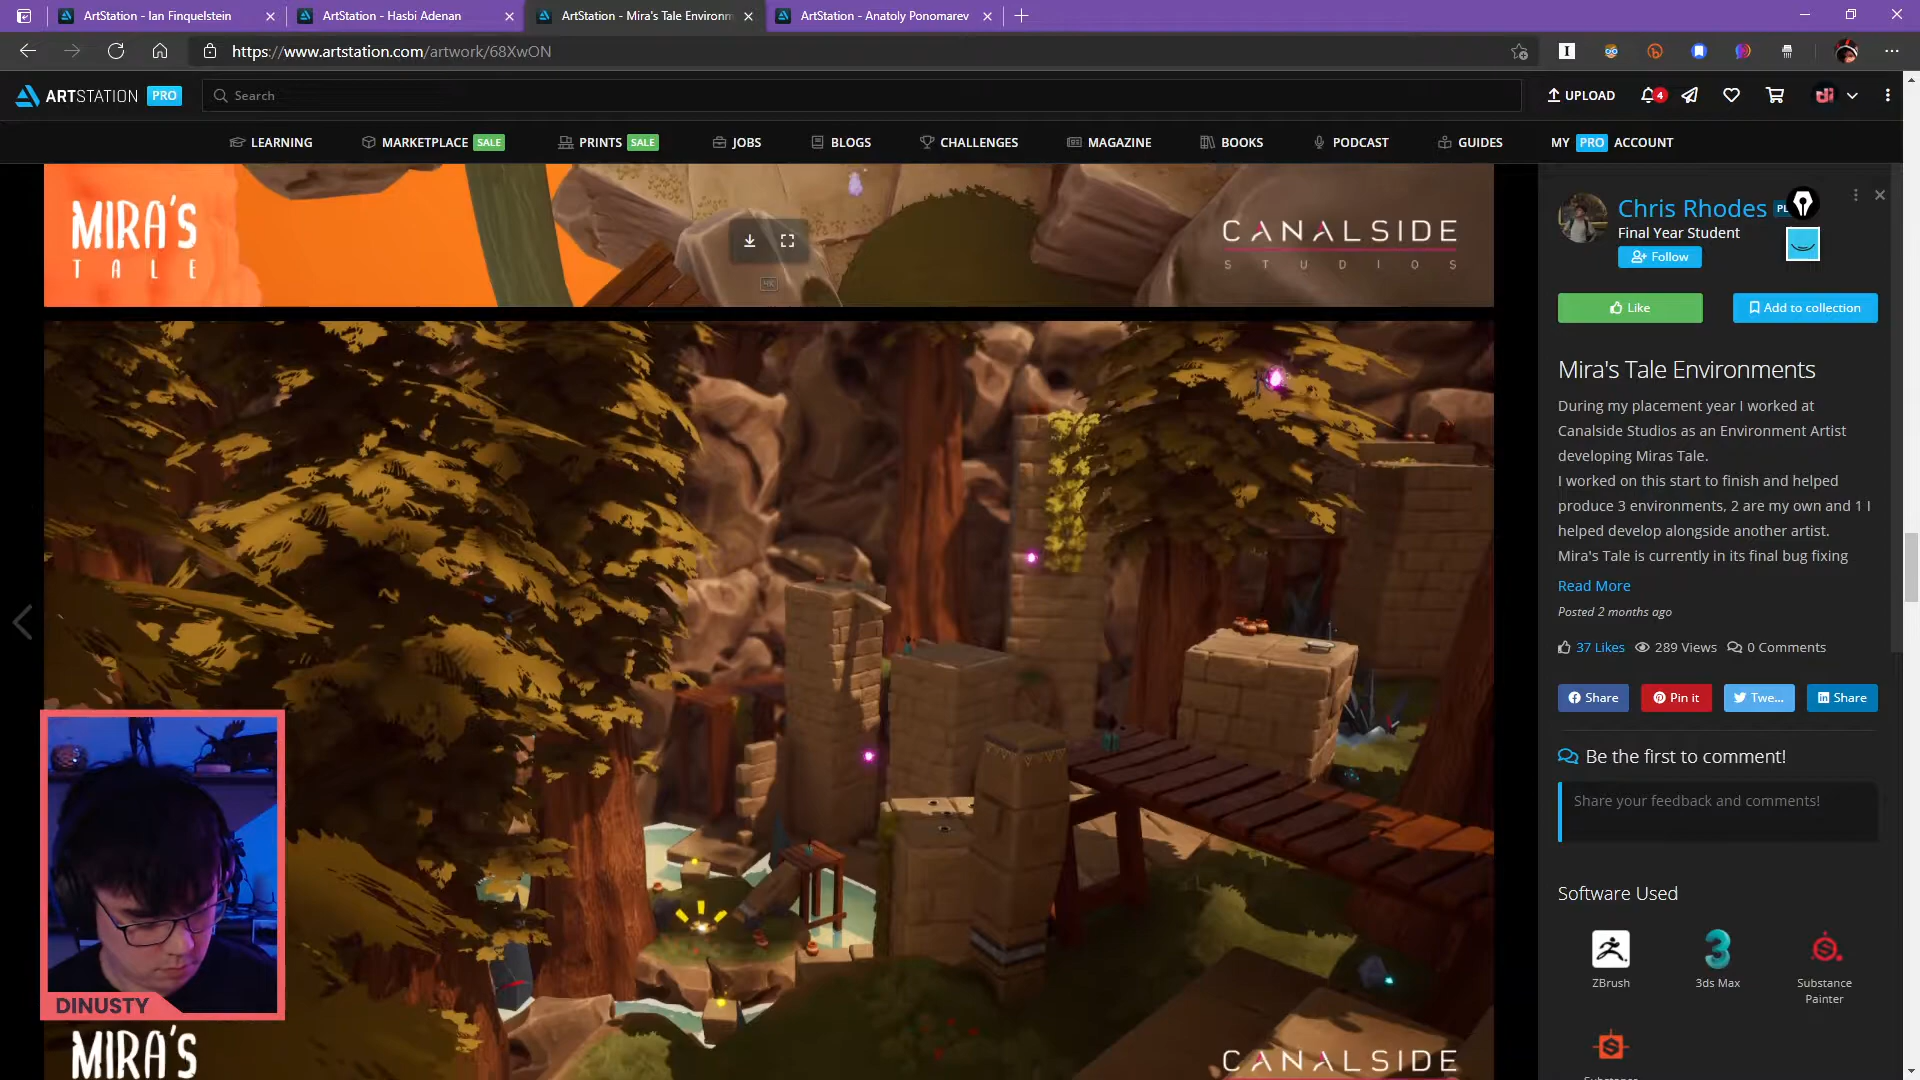 ArtStation - Ian Finquelstein
ArtStation - Hasbi Adenan
ArtStation - Mira's Tale Environm
ArtStation - Anatoly Ponomarev
https://www.artstation.com/artwork/68XwON
ARTSTATION PRO
Search
UPLOAD
4
LEARNING
MARKETPLACE SALE
PRINTS SALE
JOBS
BLOGS
CHALLENGES
MAGAZINE
BOOKS
PODCAST
GUIDES
MY PRO ACCOUNT
MIRA'S
TALE
CANALSIDE
STUDIOS
4K
Chris Rhodes
Final Year Student
Follow
Like
Add to collection
Mira's Tale Environments
During my placement year I worked at
Canalside Studios as an Environment Artist
developing Miras Tale.
I worked on this start to finish and helped
produce 3 environments, 2 are my own and 1 I
helped develop alongside another artist.
Mira's Tale is currently in its final bug fixing
Read More
Posted 2 months ago
37 Likes
289 Views
0 Comments
Share
Pin it
Twe...
Share
Be the first to comment!
Share your feedback and comments!
Software Used
ZBrush
3ds Max
Substance
Painter
DINUSTY
MIRA'S
CANALSIDE